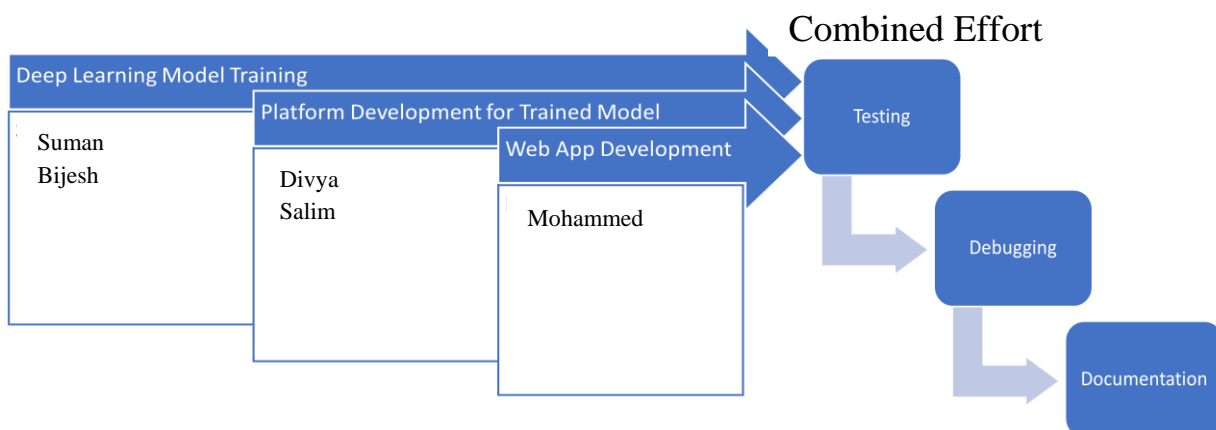 Combined Effort
Deep Learning Model Training
Suman
Bijesh
Platform Development for Trained Model
Divya
Salim
Web App Development
Mohammed
Testing
Debugging
Documentation